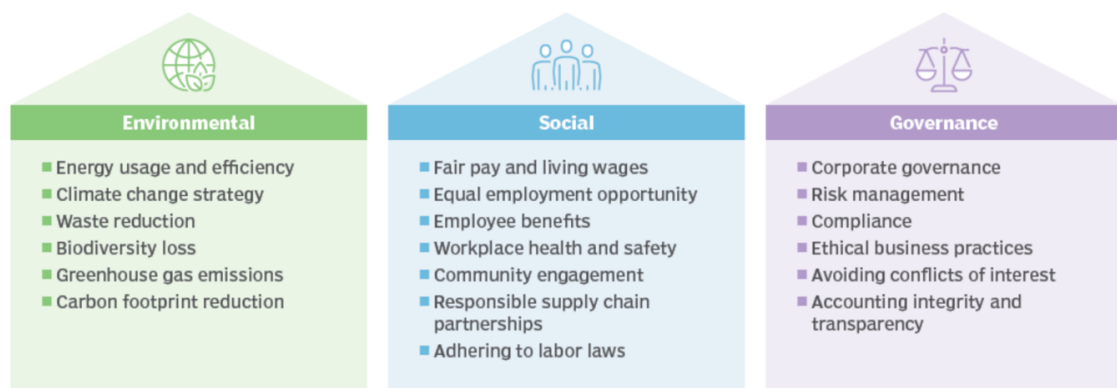 Environmental
Energy usage and efficiency
Climate change strategy
Waste reduction
Biodiversity loss
Greenhouse gas emissions
Carbon footprint reduction
Social
Fair pay and living wages
Equal employment opportunity
Employee benefits
Workplace health and safety
Community engagement
Responsible supply chain
partnerships
Adhering to labor laws
Governance
Corporate governance
Risk management
Compliance
Ethical business practices
Avoiding conflicts of interest
Accounting integrity and
transparency